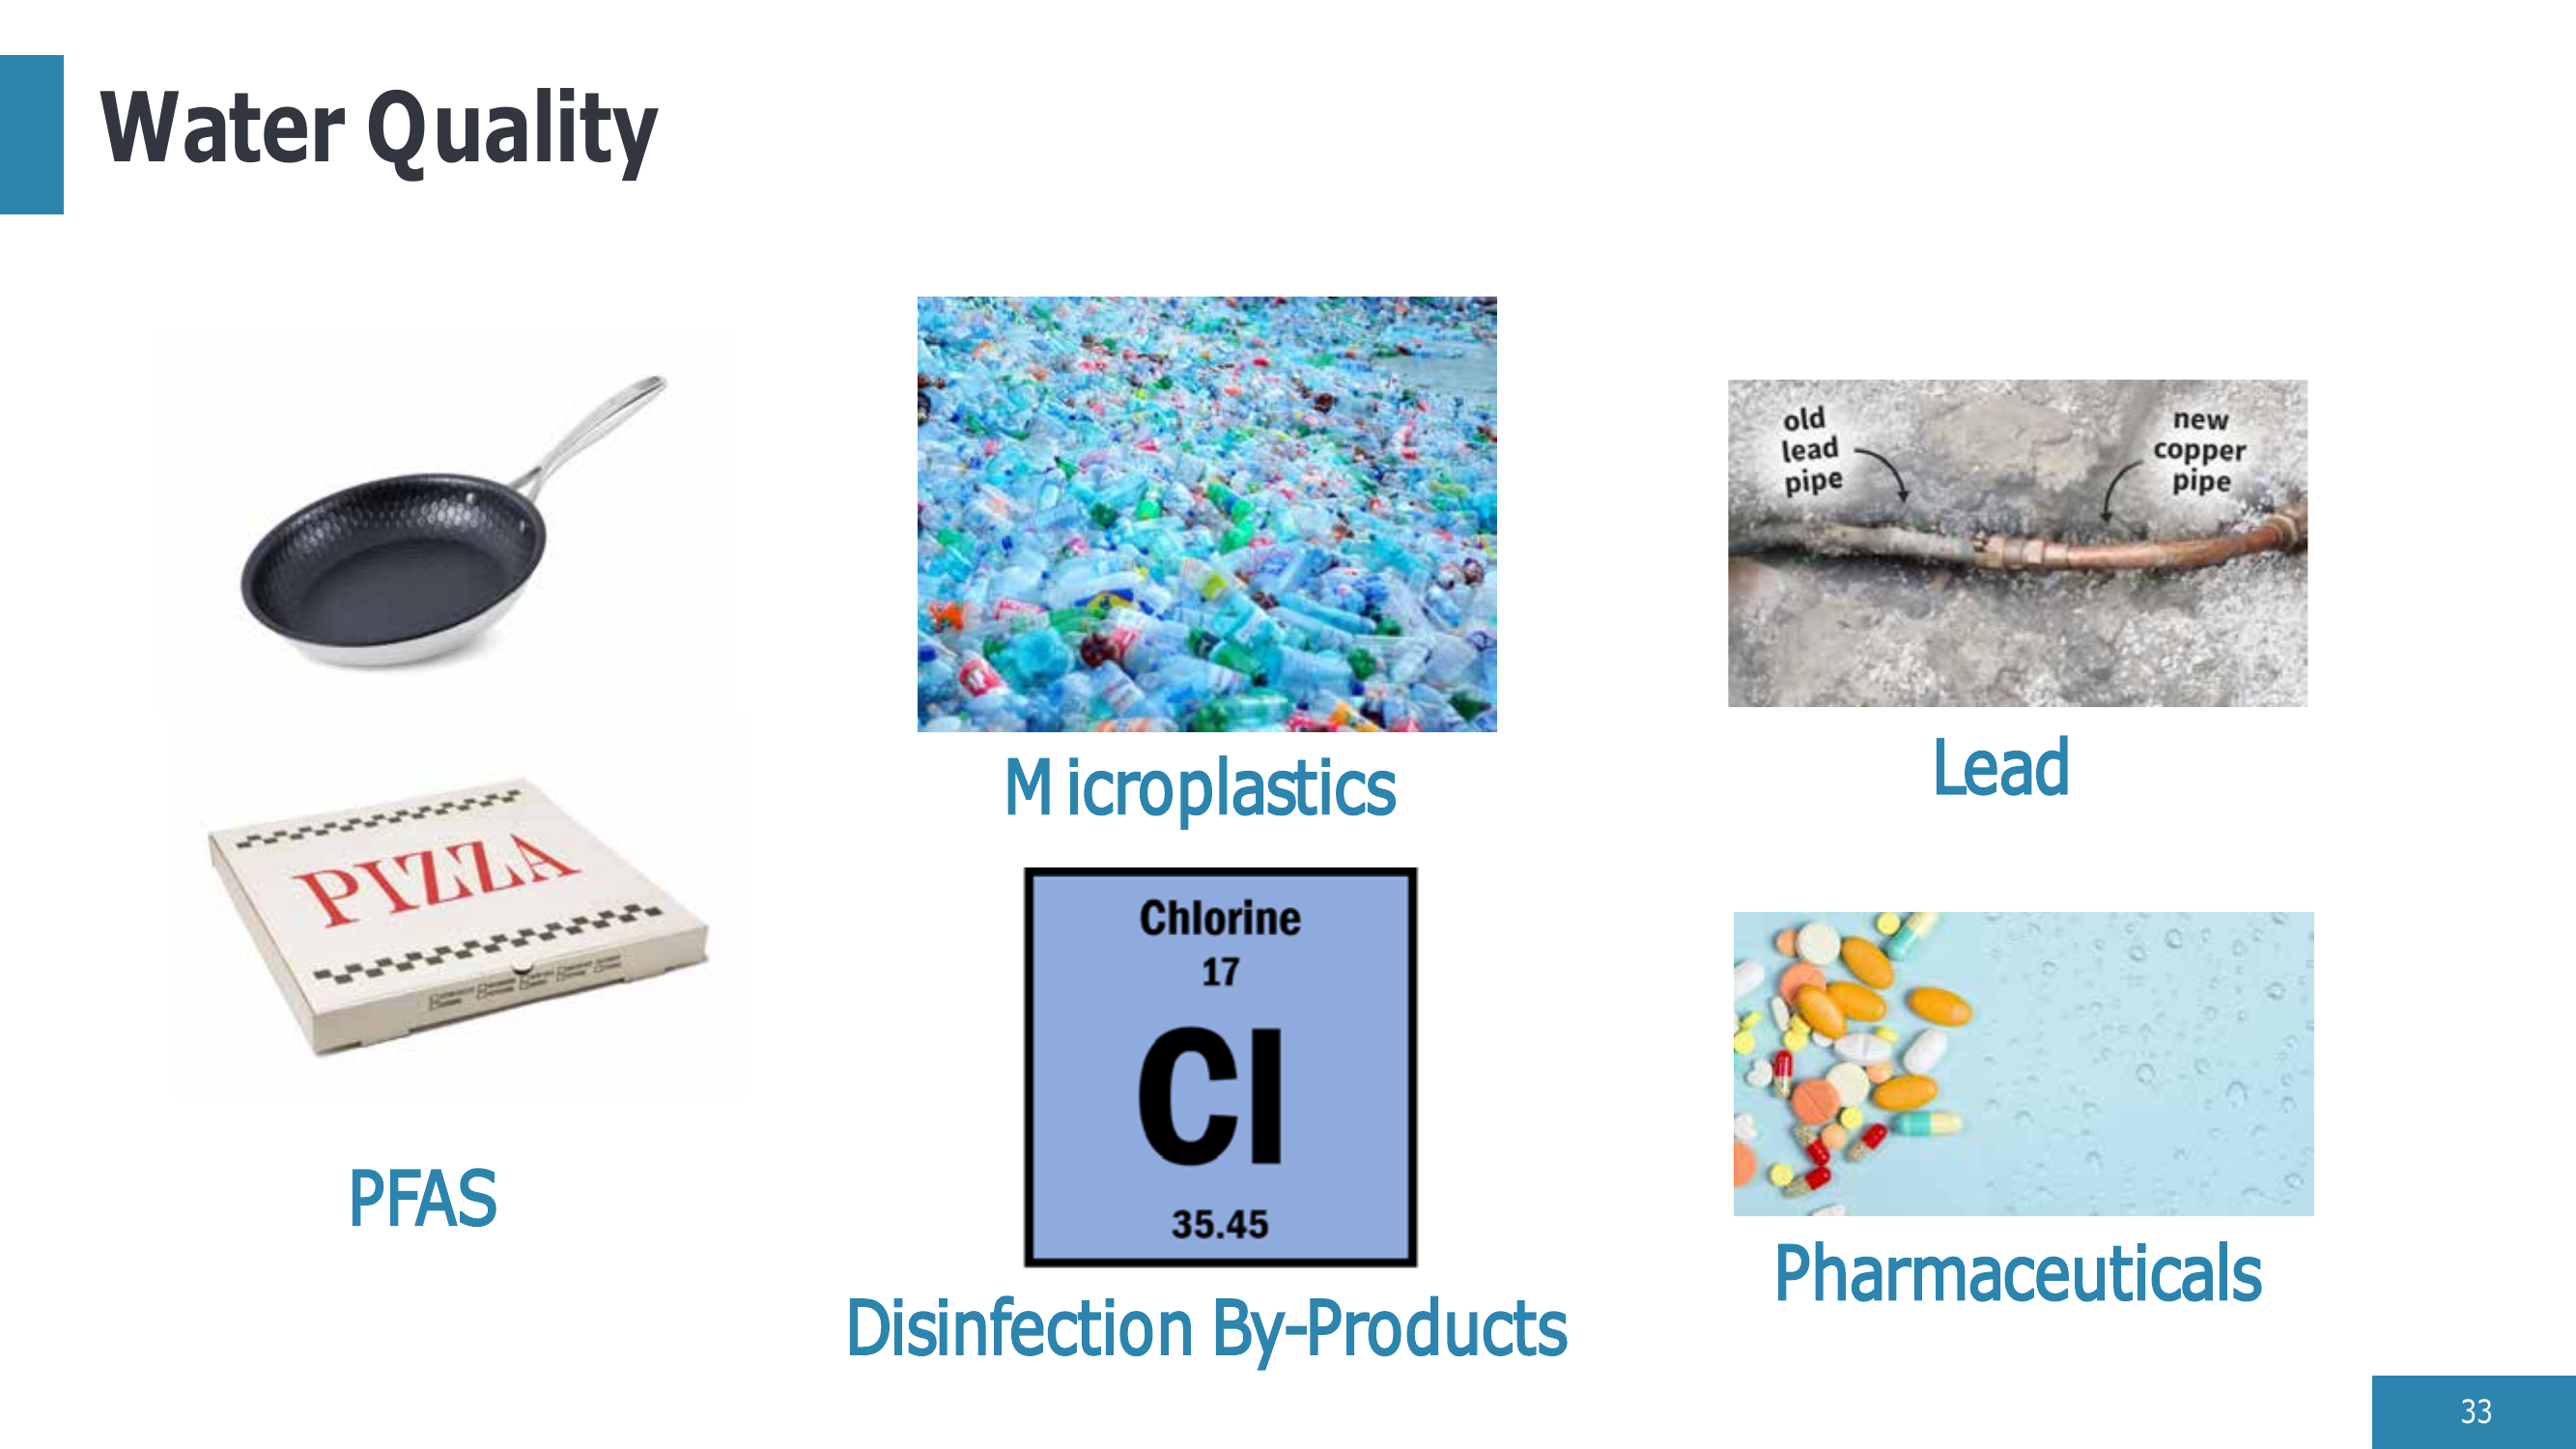 Water Quality
PIZZA
PFAS
Microplastics
Chlorine
17
Cl
35.45
Disinfection By-Products
old
lead
pipe
new
copper
pipe
Lead
Pharmaceuticals
33